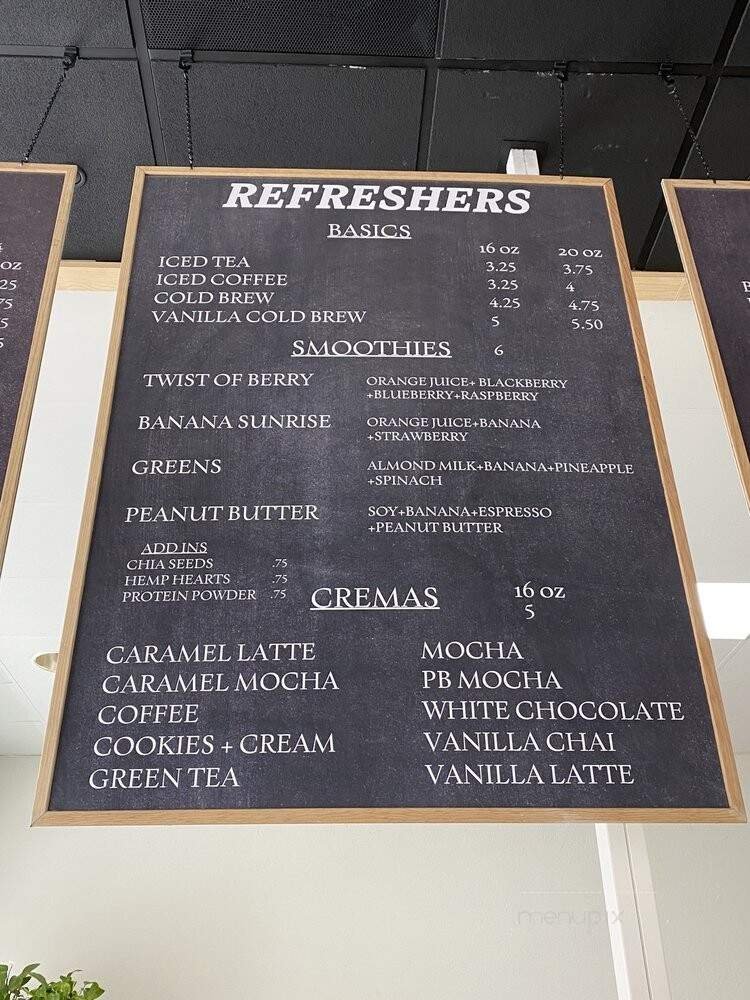 REFRESHERS
BASICS
16 oz 20 oz
ICED TEA 3.25 3.75
ICED COFFEE 3.25 4
COLD BREW 4.25 4.75
VANILLA COLD BREW 5 5.50
SMOOTHIES 6
TWIST OF BERRY ORANGE JUICE+ BLACKBERRY
+BLUEBERRY+RASPBERRY
BANANA SUNRISE ORANGE JUICE+BANANA
+STRAWBERRY
GREENS ALMOND MILK+BANANA+PINEAPPLE
+SPINACH
PEANUT BUTTER SOY+BANANA+ESPRESSO
+PEANUT BUTTER
ADD INS
CHIA SEEDS .75
HEMP HEARTS .75
PROTEIN POWDER .75
CREMAS 16 oz
5
CARAMEL LATTE MOCHA
CARAMEL MOCHA PB MOCHA
COFFEE WHITE CHOCOLATE
COOKIES + CREAM VANILLA CHAI
GREEN TEA VANILLA LATTE
menupix